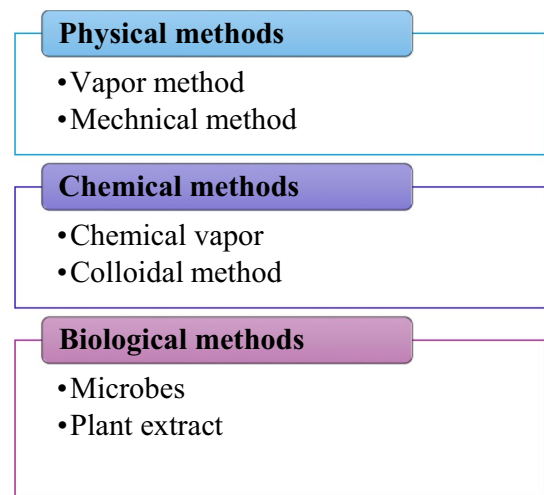 Physical methods
•Vapor method
•Mechnical method
Chemical methods
•Chemical vapor
•Colloidal method
Biological methods
•Microbes
•Plant extract